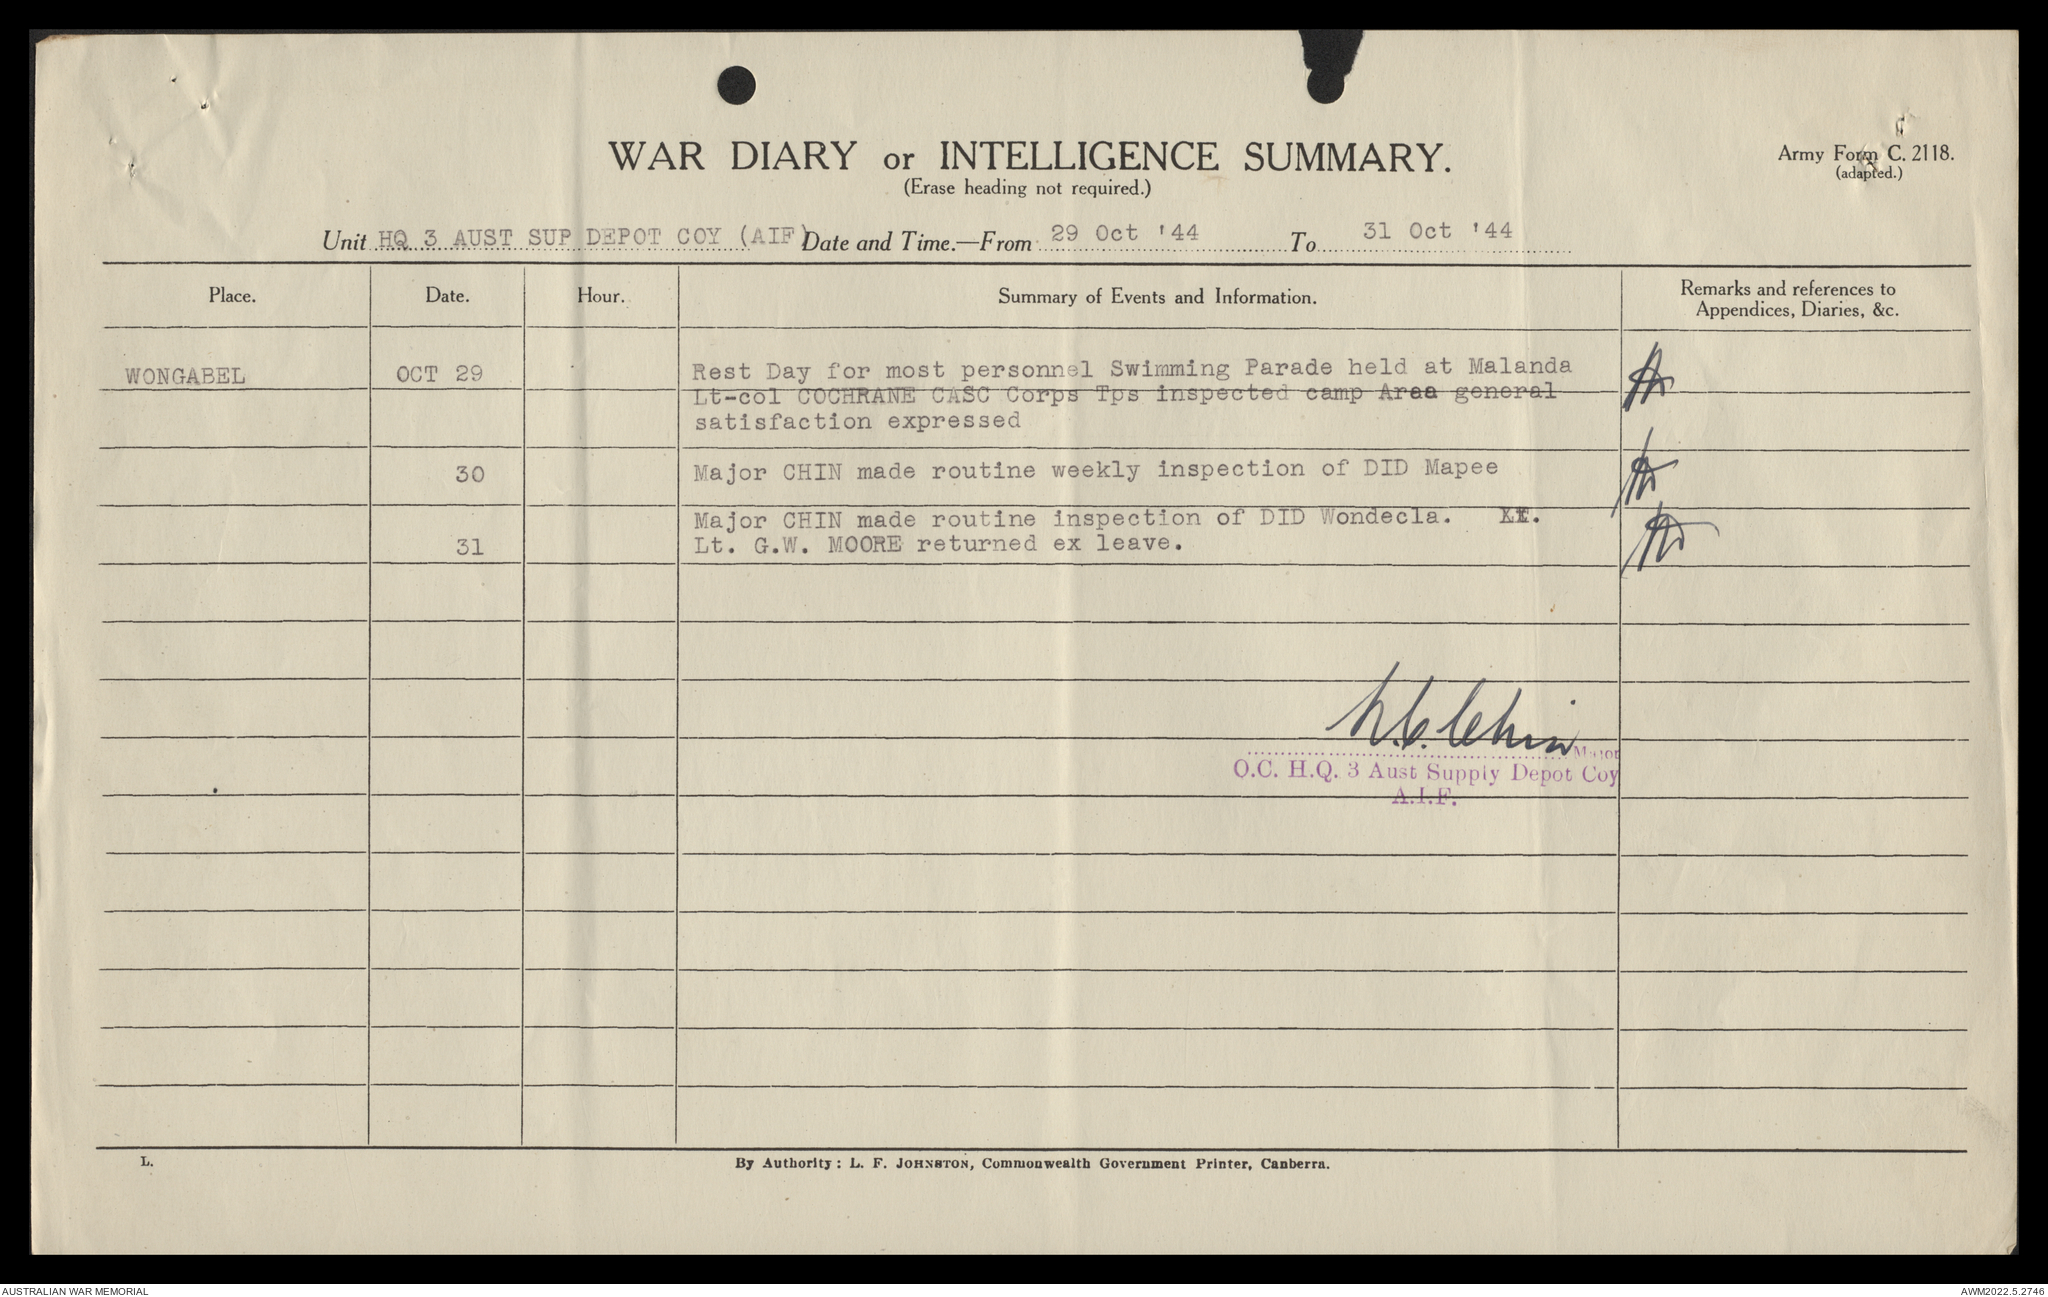 WAR DIARY or INTELLIGENCE SUMMARY.
(Erase heading not required.)
Army Form C. 2118.
(adapted.)
Unit HQ 3 AUST SUP DEPOT COY (AIF) Date and Time.—From 29 Oct '44 To 31 Oct '44
Place. Date. Hour. Summary of Events and Information. Remarks and references to
Appendices, Diaries, &c.
WONGABEL OCT 29 Rest Day for most personnel Swimming Parade held at Malanda
Lt-col COCHRANE CASC Corps Tps inspected camp Area general
satisfaction expressed
30 Major CHIN made routine weekly inspection of DID Mapee
Major CHIN made routine inspection of DID Wondecla.
31 Lt. G.W. MOORE returned ex leave.
Chin
Major
O.C. H.Q. 3 Aust Supply Depot Coy
A.I.F.
L.
By Authority: L. F. JOHNSTON, Commonwealth Government Printer, Canberra.
AUSTRALIAN WAR MEMORIAL
AWM2022.5.2746